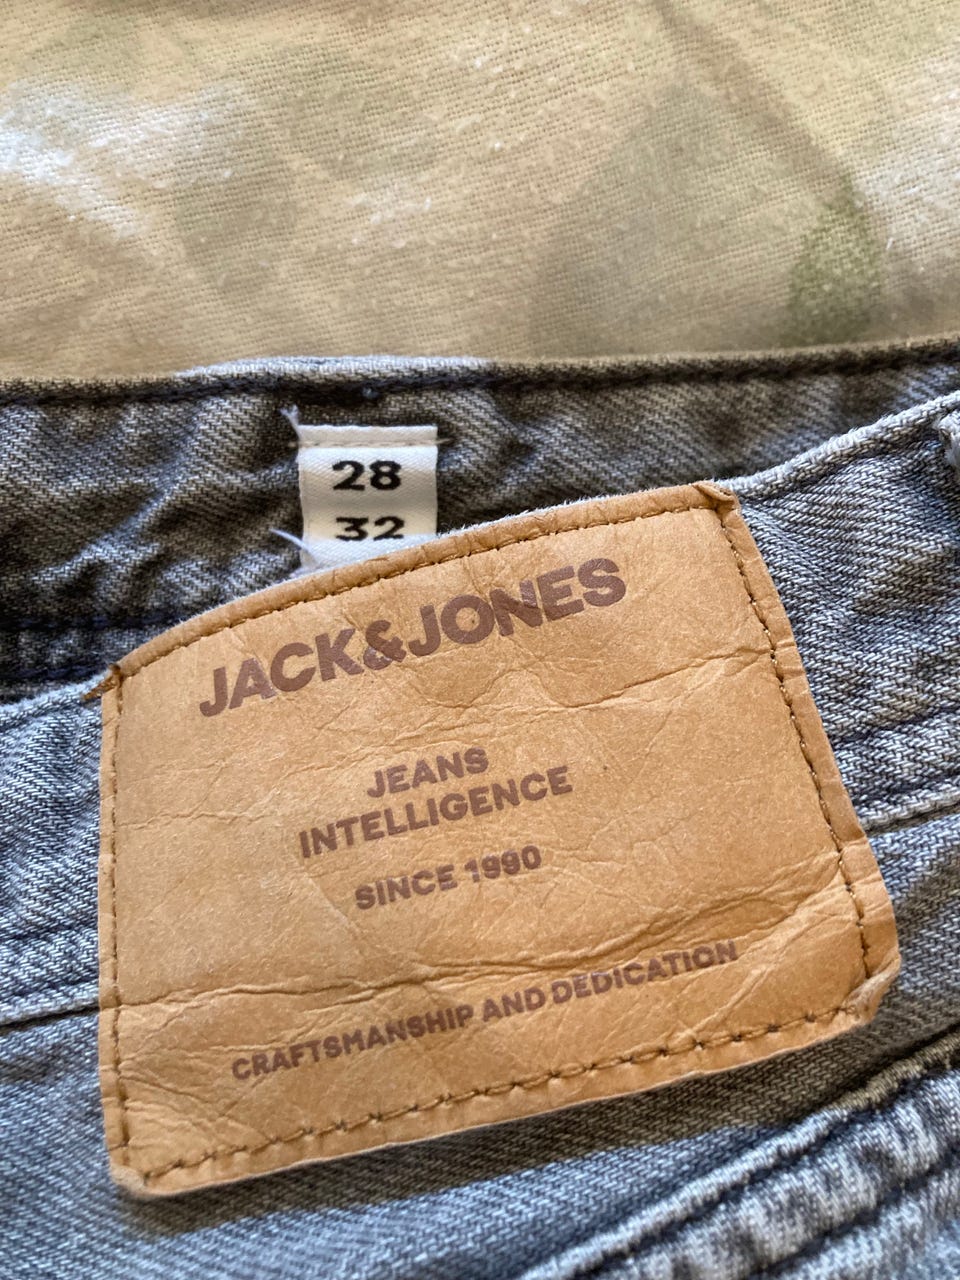 28
32
JACK&JONES
JEANS
INTELLIGENCE
SINCE 1990
CRAFTSMANSHIP AND DEDICATION